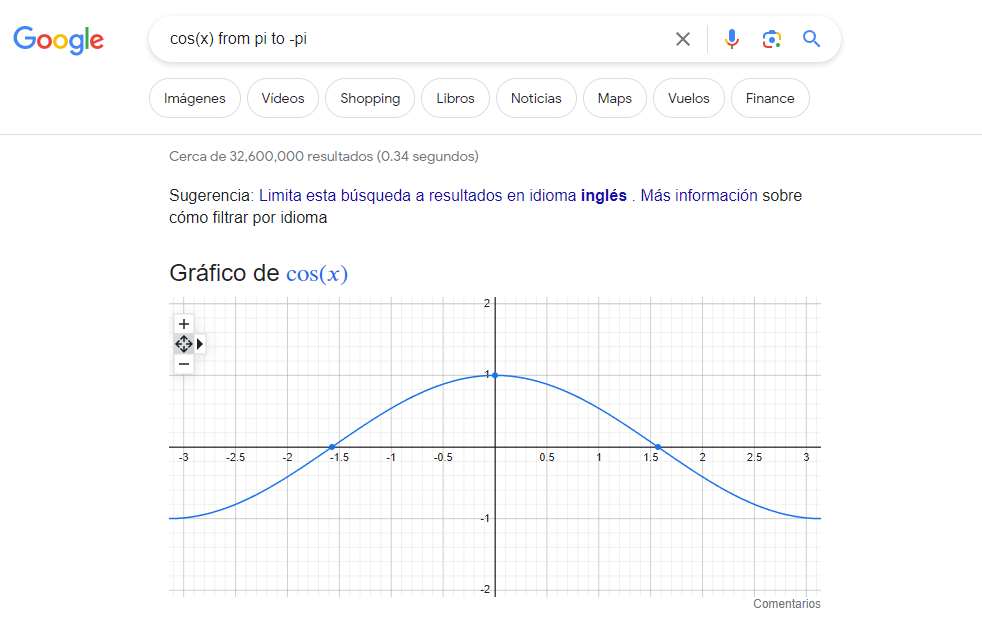 Google
cos(x) from pi to -pi
Imágenes Vídeos Shopping Libros Noticias Maps Vuelos Finance
Cerca de 32,600,000 resultados (0.34 segundos)
Sugerencia: Limita esta búsqueda a resultados en idioma inglés . Más información sobre
cómo filtrar por idioma
Gráfico de cos(x)
2
1
-3 -2.5 -2 -1.5 -1 -0.5 0.5 1 1.5 2 2.5 3
-1
-2
Comentarios